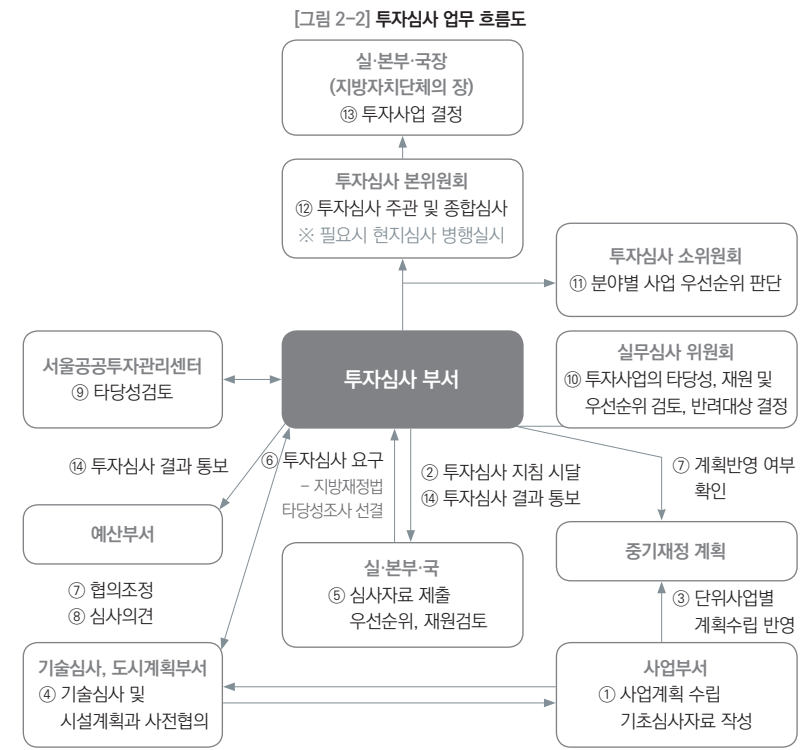 [그림 2-2] 투자심사 업무 흐름도
실·본부·국장
(지방자치단체의 장)
⑬ 투자사업 결정
투자심사 본위원회
⑫ 투자심사 주관 및 종합심사
※ 필요시 현지심사 병행실시
투자심사 소위원회
⑪ 분야별 사업 우선순위 판단
서울공공투자관리센터
⑨ 타당성검토
투자심사 부서
실무심사 위원회
⑩ 투자사업의 타당성, 재원 및
우선순위 검토, 반려대상 결정
⑭ 투자심사 결과 통보
⑥ 투자심사 요구
- 지방재정법
타당성조사 선결
② 투자심사 지침 시달
⑭ 투자심사 결과 통보
⑦ 계획반영 여부
확인
예산부서
실·본부·국
⑤ 심사자료 제출
우선순위, 재원검토
중기재정 계획
⑦ 협의조정
⑧ 심사의견
③ 단위사업별
계획수립 반영
기술심사, 도시계획부서
④ 기술심사 및
시설계획과 사전협의
사업부서
① 사업계획 수립
기초심사자료 작성